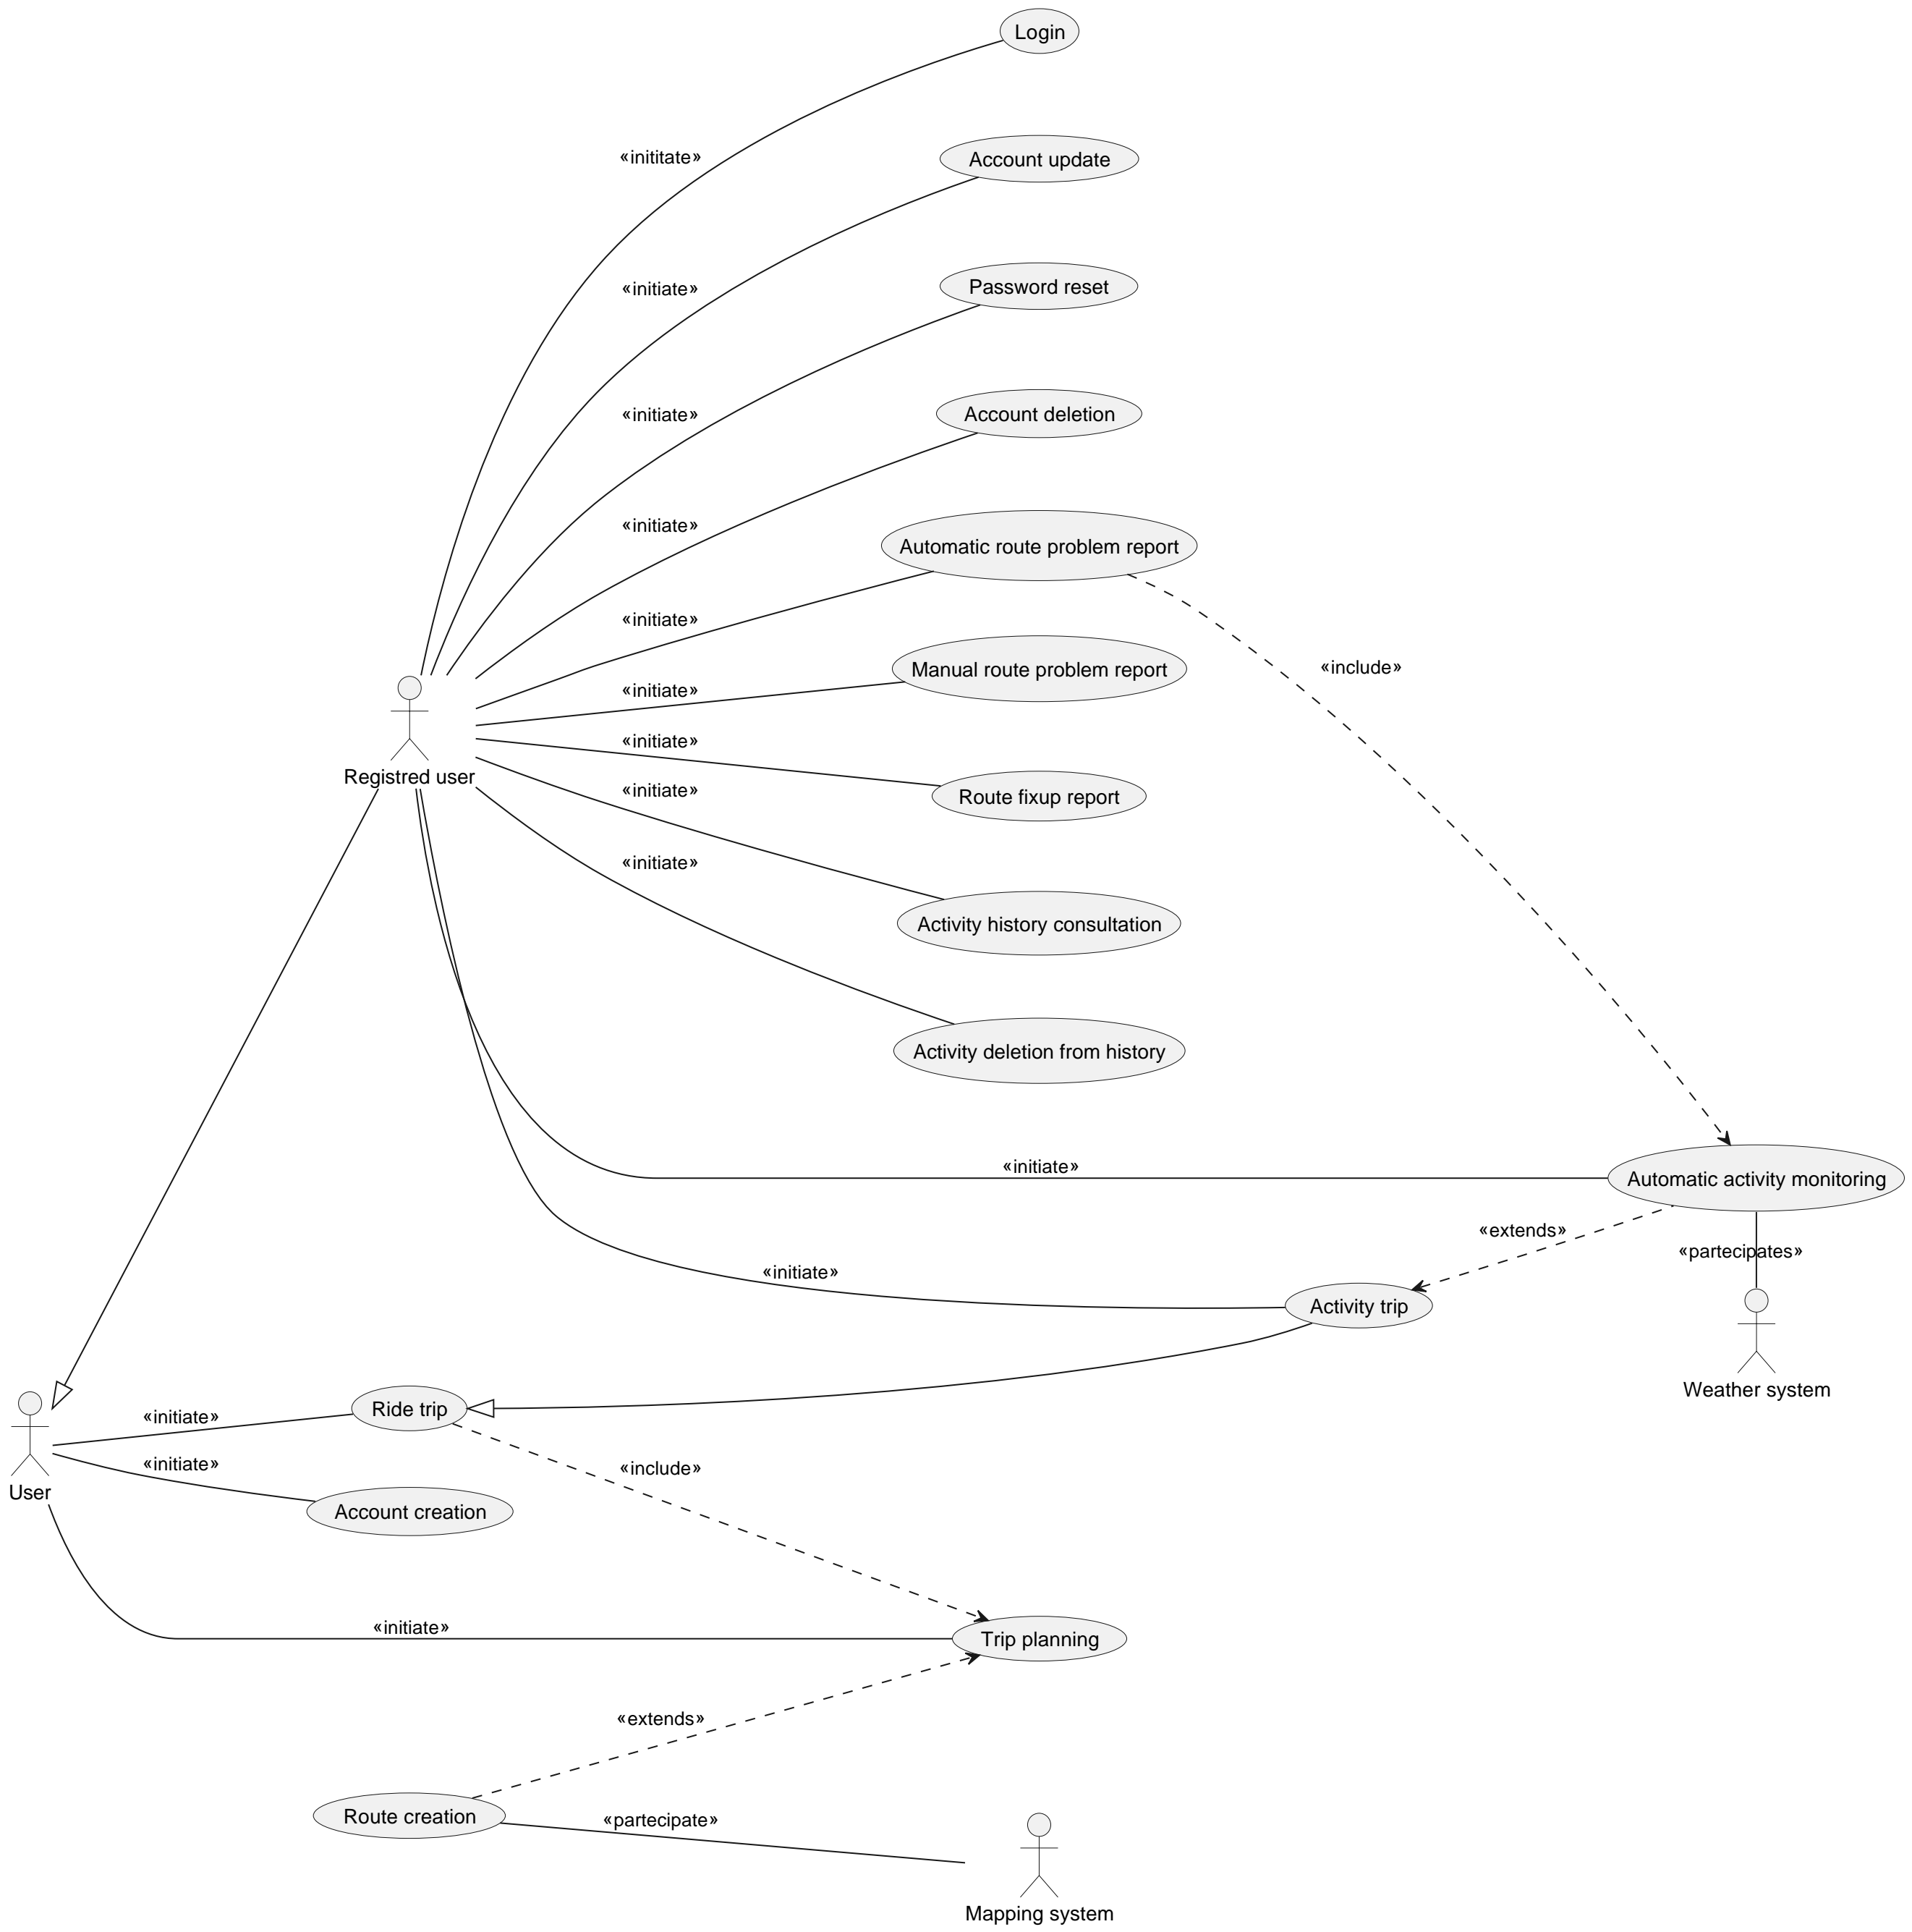 Login
«inititate»
Account update
«initiate»
Password reset
«initiate»
Account deletion
«initiate»
Automatic route problem report
«initiate»
«include»
Manual route problem report
«initiate»
«initiate»
Registred user
«initiate»
Route fixup report
«initiate»
Activity history consultation
Activity deletion from history
«initiate»
Automatic activity monitoring
«extends»
«partecipates»
«initiate»
Activity trip
Weather system
«initiate»
Ride trip
«initiate»
«include»
User
Account creation
«initiate»
Trip planning
«extends»
Route creation
«partecipate»
Mapping system